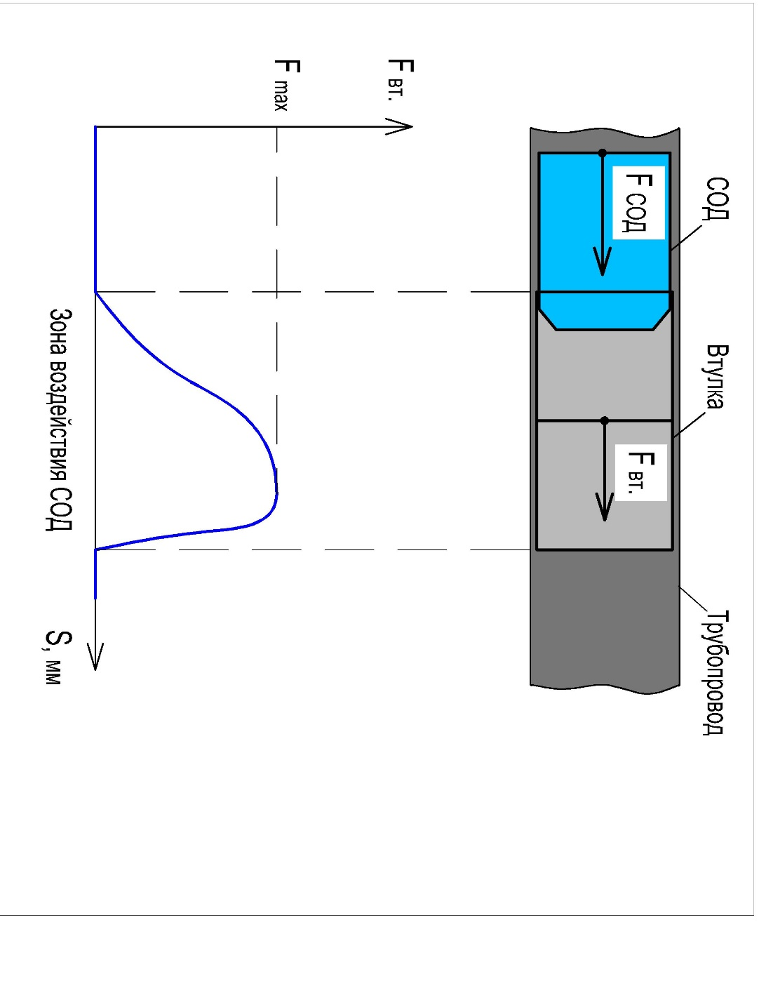 СОД
Втулка
Трубопровод
F СОД
F вт.
F вт.
F max
Зона воздействия СОД
S, мм